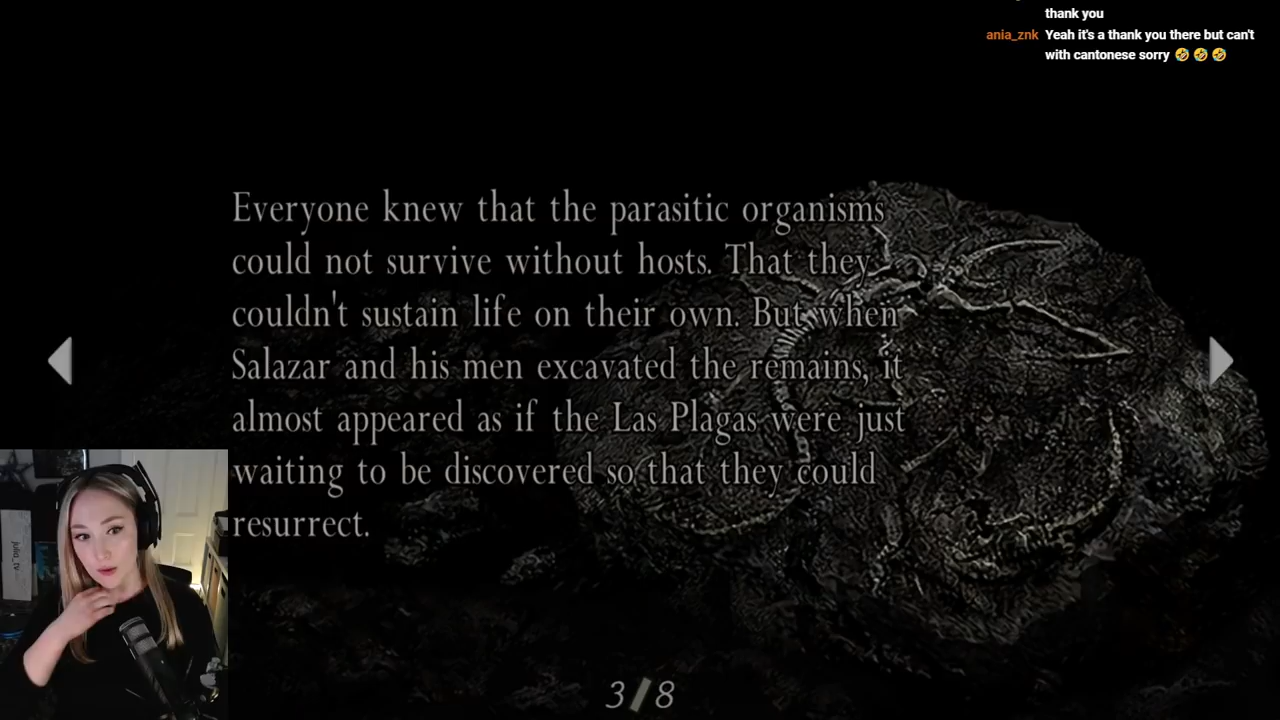 thank you
ania_znk Yeah it's a thank you there but can't
with cantonese sorry 🤣🤣🤣
Everyone knew that the parasitic organisms
could not survive without hosts. That they
couldn't sustain life on their own. But when
Salazar and his men excavated the remains, it
almost appeared as if the Las Plagas were just
waiting to be discovered so that they could
resurrect.
3/8